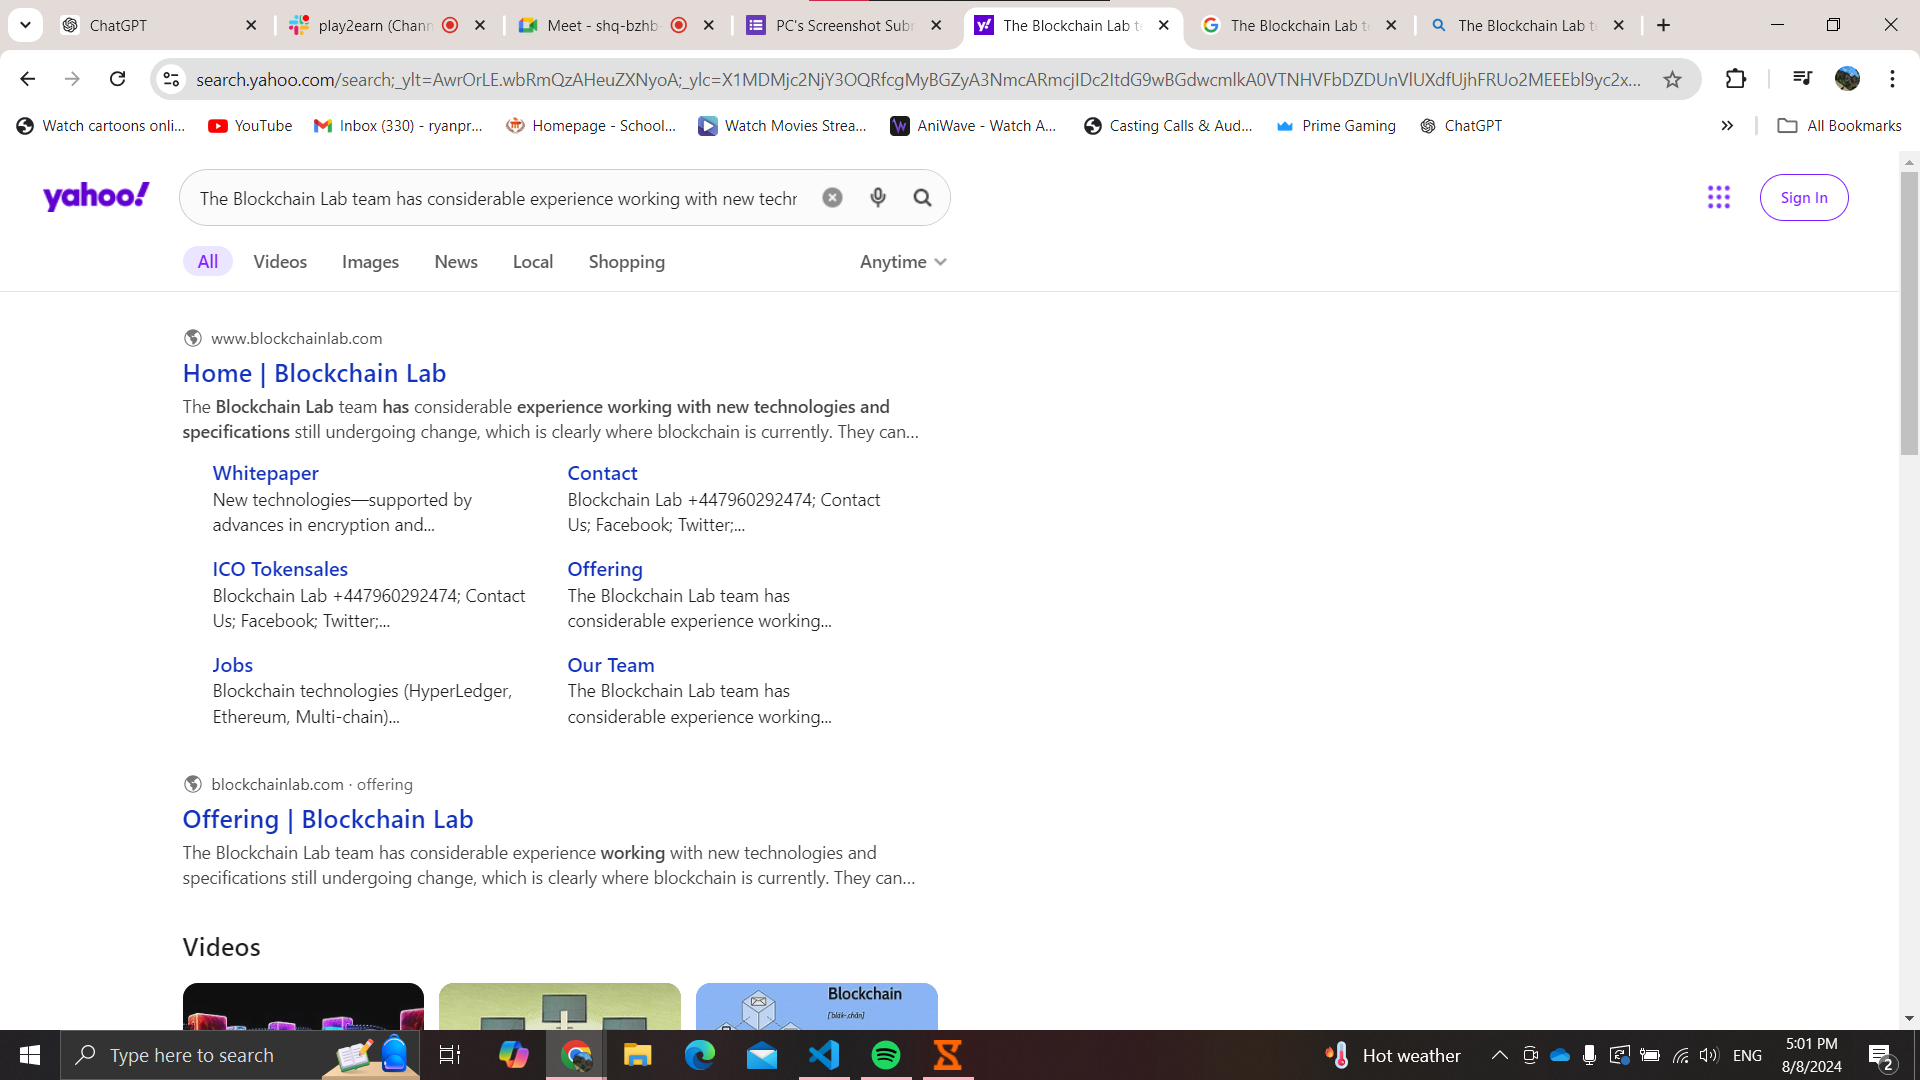 ChatGPT
play2earn (Chann
Meet - shq-bzhb-
PC's Screenshot Subr
The Blockchain Lab te
The Blockchain Lab te
The Blockchain Lab te
search.yahoo.com/search;_ylt=AwrOrLE.wbRmQzAHeuZXNyoA;_ylc=X1MDMjc2NjY3OQRfcgMyBGZyA3NmcARmcjIDc2ItdG9wBGdwcmlkA0VTNHVFbDZDUnVlUXdfUjhFRUo2MEEEbl9yc2x...
Watch cartoons onli...
YouTube
Inbox (330) - ryanpr...
Homepage - School...
Watch Movies Strea...
AniWave - Watch A...
Casting Calls & Aud...
Prime Gaming
ChatGPT
All Bookmarks
yahoo!
The Blockchain Lab team has considerable experience working with new techr
Sign In
All Videos Images News Local Shopping Anytime
www.blockchainlab.com
Home | Blockchain Lab
The Blockchain Lab team has considerable experience working with new technologies and
specifications still undergoing change, which is clearly where blockchain is currently. They can...
Whitepaper
New technologies—supported by
advances in encryption and...
Contact
Blockchain Lab +447960292474; Contact
Us; Facebook; Twitter;...
ICO Tokensales
Blockchain Lab +447960292474; Contact
Us; Facebook; Twitter;...
Offering
The Blockchain Lab team has
considerable experience working...
Jobs
Blockchain technologies (HyperLedger,
Ethereum, Multi-chain)...
Our Team
The Blockchain Lab team has
considerable experience working...
blockchainlab.com · offering
Offering | Blockchain Lab
The Blockchain Lab team has considerable experience working with new technologies and
specifications still undergoing change, which is clearly where blockchain is currently. They can...
Videos
Blockchain
['bläk-,chān]
Type here to search
Hot weather
ENG
5:01 PM
8/8/2024
2